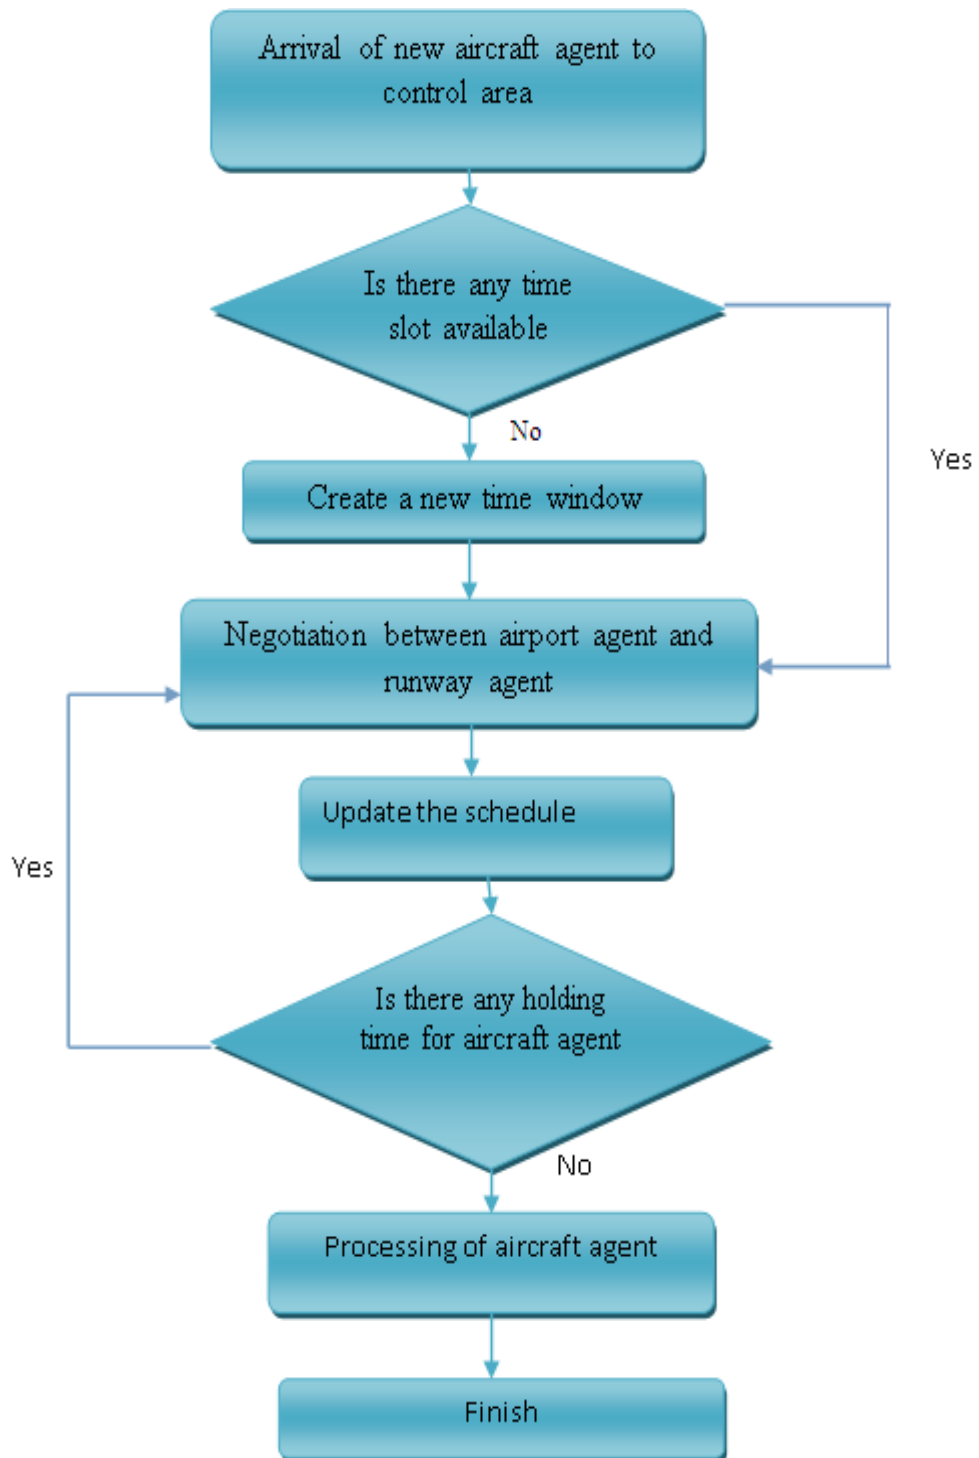 Arrival of new aircraft agent to
control area
Is there any time
slot available
No
Yes
Create a new time window
Negotiation between airport agent and
runway agent
Update the schedule
Yes
Is there any holding
time for aircraft agent
No
Processing of aircraft agent
Finish